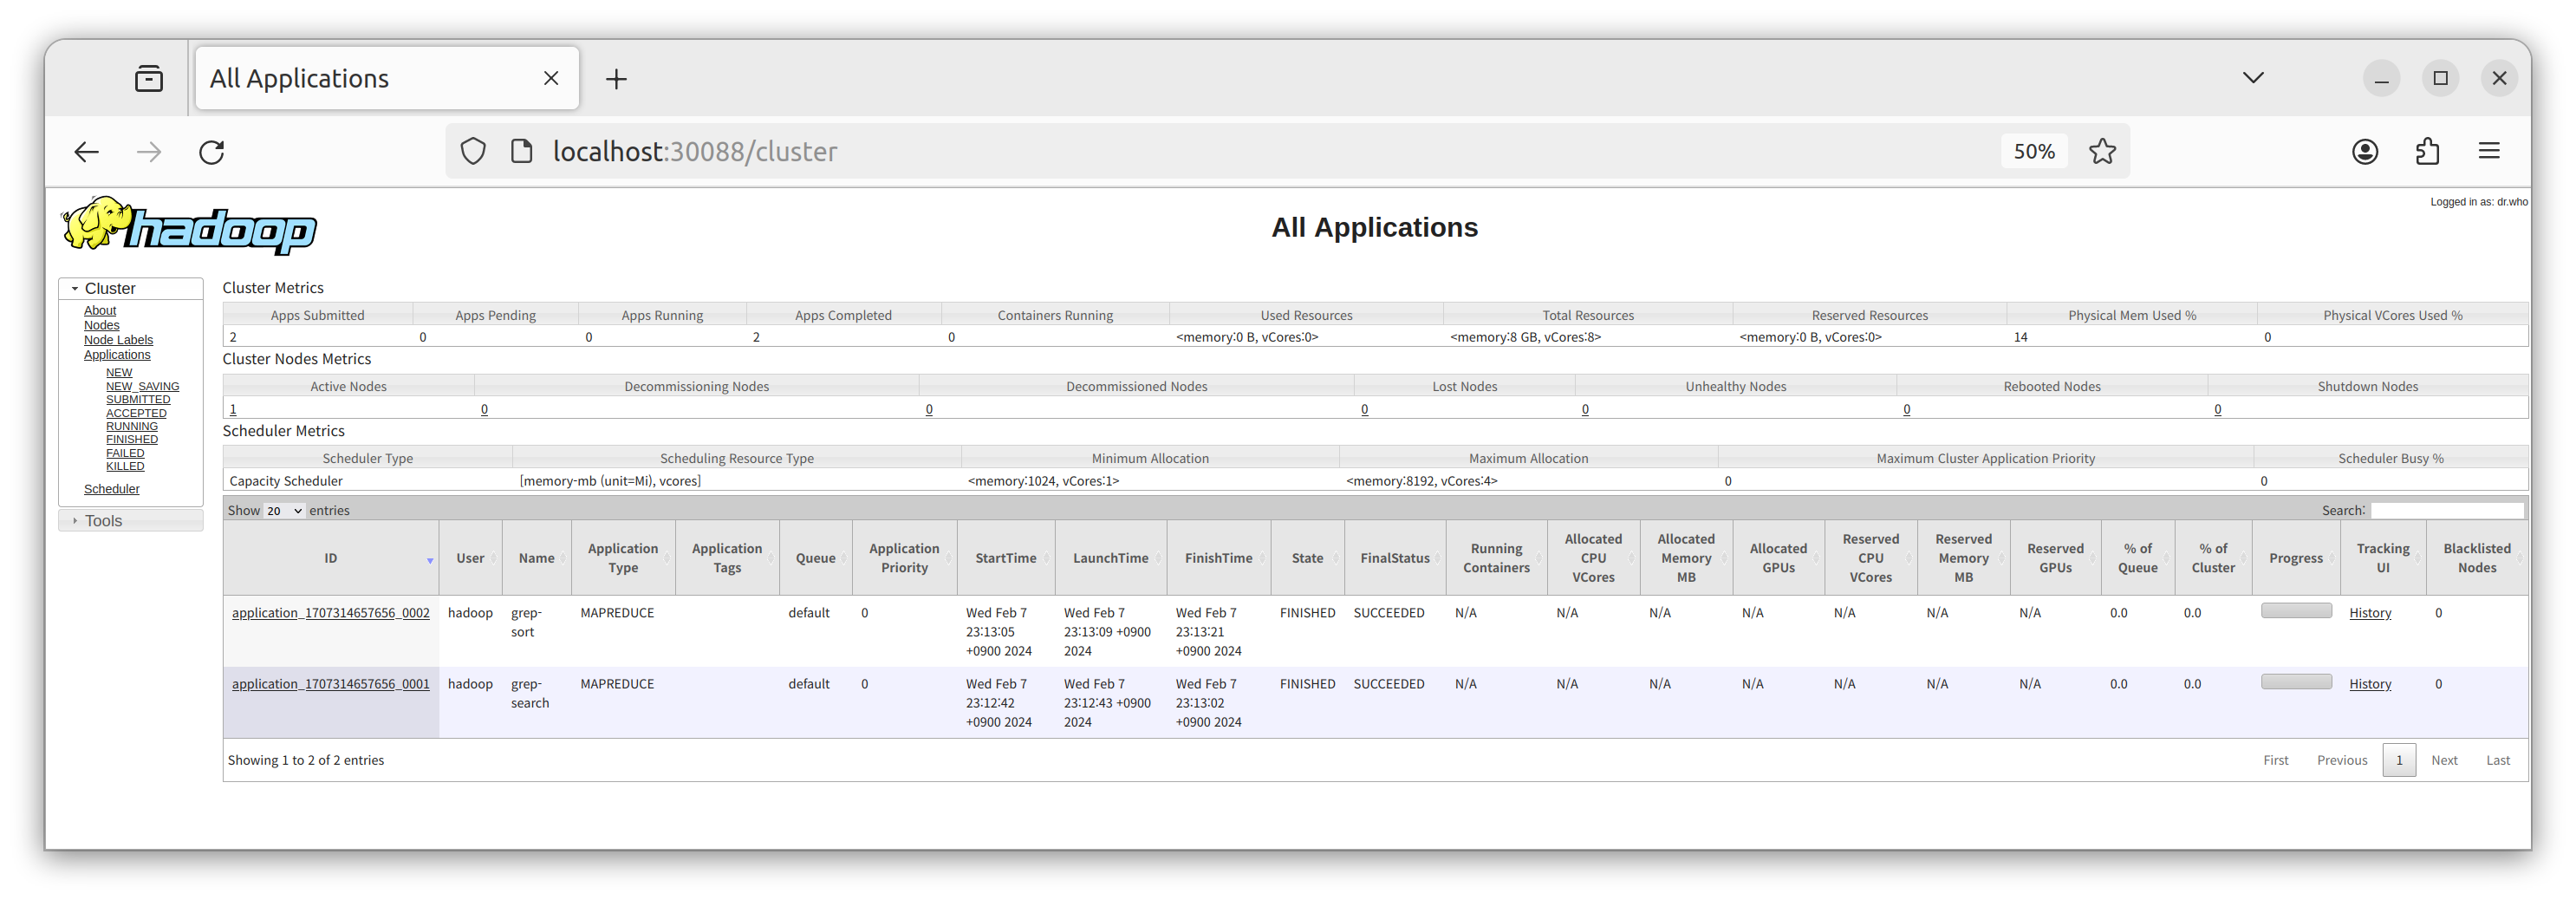 All Applications
localhost:30088/cluster
50%
hadoop
All Applications
Logged in as: dr.who
Cluster
About
Nodes
Node Labels
Applications
NEW
NEW_SAVING
SUBMITTED
ACCEPTED
RUNNING
FINISHED
FAILED
KILLED
Scheduler
Tools
Cluster Metrics
Apps Submitted Apps Pending Apps Running Apps Completed Containers Running Used Resources Total Resources Reserved Resources Physical Mem Used % Physical VCores Used %
2 0 0 2 0 <memory:0 B, vCores:0> <memory:8 GB, vCores:8> <memory:0 B, vCores:0> 14 0
Cluster Nodes Metrics
Active Nodes Decommissioning Nodes Decommissioned Nodes Lost Nodes Unhealthy Nodes Rebooted Nodes Shutdown Nodes
1 0 0 0 0 0 0
Scheduler Metrics
Scheduler Type Scheduling Resource Type Minimum Allocation Maximum Allocation Maximum Cluster Application Priority Scheduler Busy %
Capacity Scheduler [memory-mb (unit=Mi), vcores] <memory:1024, vCores:1> <memory:8192, vCores:4> 0 0
Show 20 entries Search:
ID User Name Application Type Application Tags Queue Application Priority StartTime LaunchTime FinishTime State FinalStatus Running Containers Allocated CPU VCores Allocated Memory MB Allocated GPUs Reserved CPU VCores Reserved Memory MB Reserved GPUs % of Queue % of Cluster Progress Tracking UI Blacklisted Nodes
application_1707314657656_0002 hadoop grep- MAPREDUCE default 0 Wed Feb 7 Wed Feb 7 Wed Feb 7 FINISHED SUCCEEDED N/A N/A N/A N/A N/A N/A N/A 0.0 0.0 History 0
sort 23:13:05 23:13:09 +0900 23:13:21
+0900 2024 2024 +0900 2024
application_1707314657656_0001 hadoop grep- MAPREDUCE default 0 Wed Feb 7 Wed Feb 7 Wed Feb 7 FINISHED SUCCEEDED N/A N/A N/A N/A N/A N/A N/A 0.0 0.0 History 0
search 23:12:42 23:12:43 +0900 23:13:02
+0900 2024 2024 +0900 2024
Showing 1 to 2 of 2 entries First Previous 1 Next Last